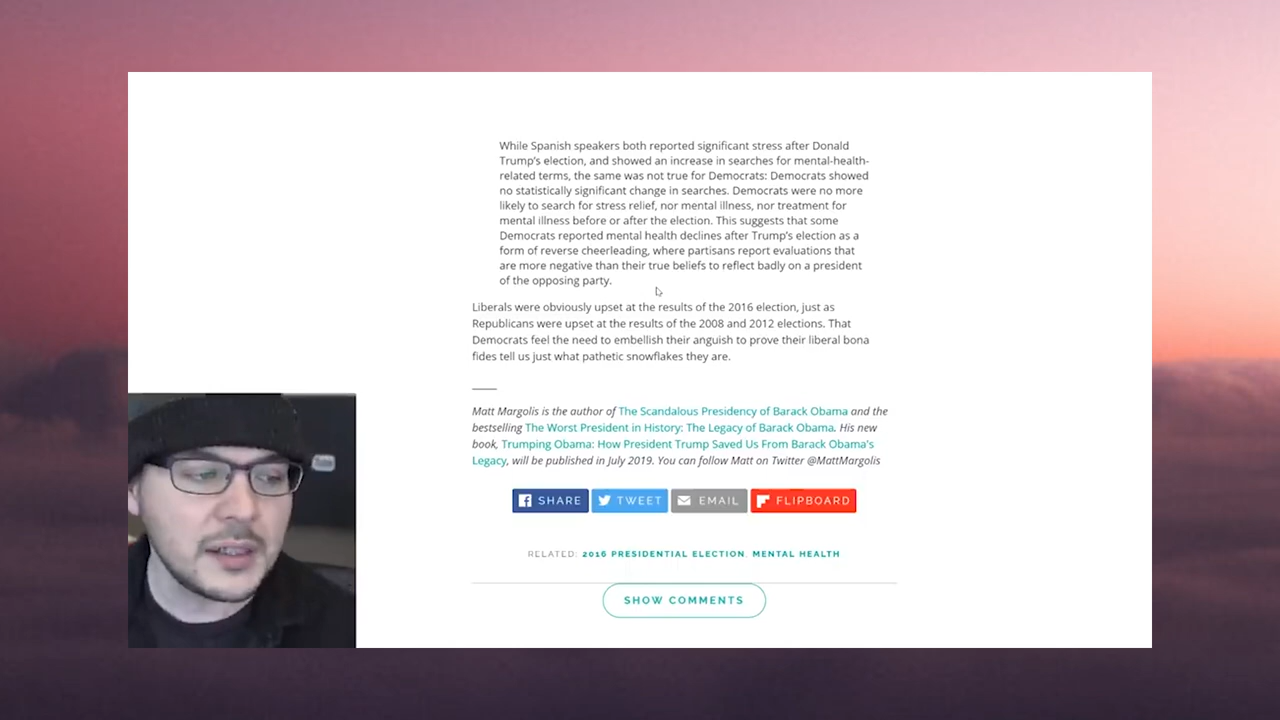 While Spanish speakers both reported significant stress after Donald
Trump's election, and showed an increase in searches for mental-health-
related terms, the same was not true for Democrats: Democrats showed
no statistically significant change in searches. Democrats were no more
likely to search for stress relief, nor mental illness, nor treatment for
mental illness before or after the election. This suggests that some
Democrats reported mental health declines after Trump's election as a
form of reverse cheerleading, where partisans report evaluations that
are more negative than their true beliefs to reflect badly on a president
of the opposing party.
Liberals were obviously upset at the results of the 2016 election, just as
Republicans were upset at the results of the 2008 and 2012 elections. That
Democrats feel the need to embellish their anguish to prove their liberal bona
fides tell us just what pathetic snowflakes they are.
Matt Margolis is the author of The Scandalous Presidency of Barack Obama and the
bestselling The Worst President in History: The Legacy of Barack Obama. His new
book, Trumping Obama: How President Trump Saved Us From Barack Obama's
Legacy, will be published in July 2019. You can follow Matt on Twitter @MattMargolis
SHARE TWEET EMAIL FLIPBOARD
RELATED: 2016 PRESIDENTIAL ELECTION, MENTAL HEALTH
SHOW COMMENTS